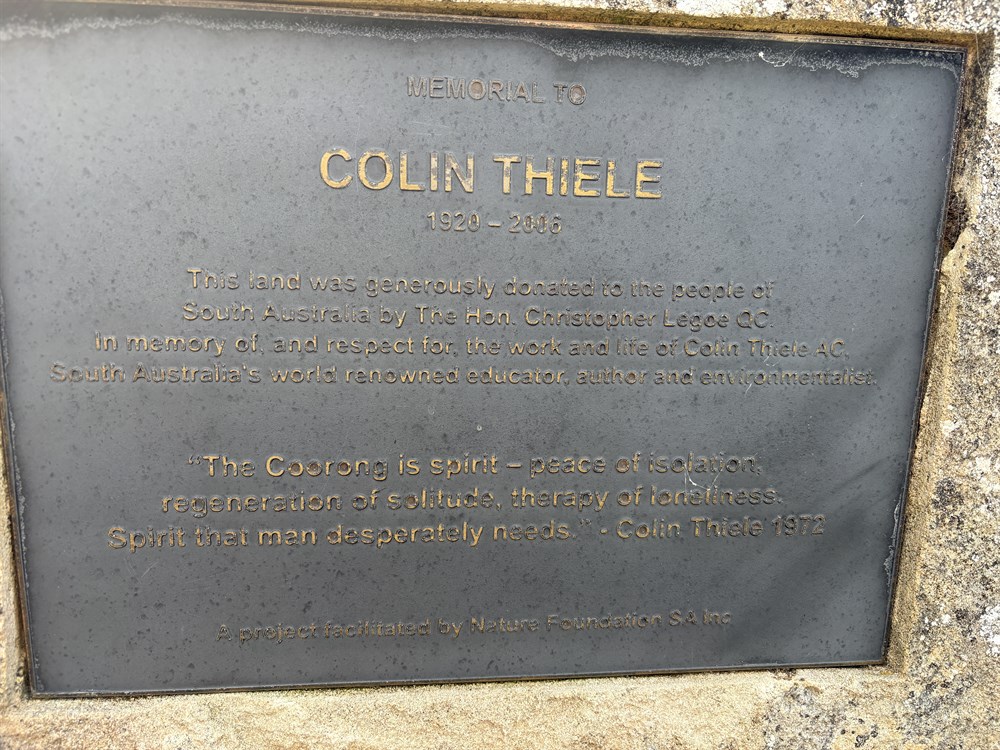 MEMORIAL TO
COLIN THIELE
1920 – 2006
This land was generously donated to the people of
South Australia by The Hon. Christopher Legoe QC.
In memory of, and respect for, the work and life of Colin Thiele AC,
South Australia's world renowned educator, author and environmentalist.
“The Coorong is spirit – peace of isolation,
regeneration of solitude, therapy of loneliness.
Spirit that man desperately needs.” - Colin Thiele 1972
A project facilitated by Nature Foundation SA Inc